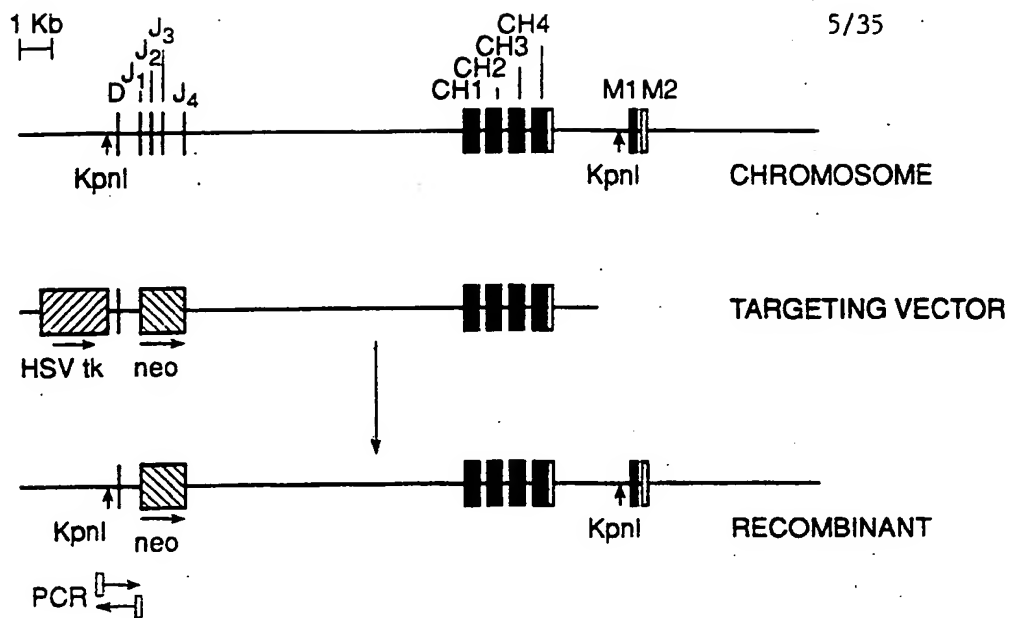 1 Kb
5/35
D J1 J2 J3 J4
CH1 CH2 CH3 CH4
M1 M2
KpnI
KpnI
CHROMOSOME
TARGETING VECTOR
HSV tk
neo
KpnI
neo
KpnI
RECOMBINANT
PCR